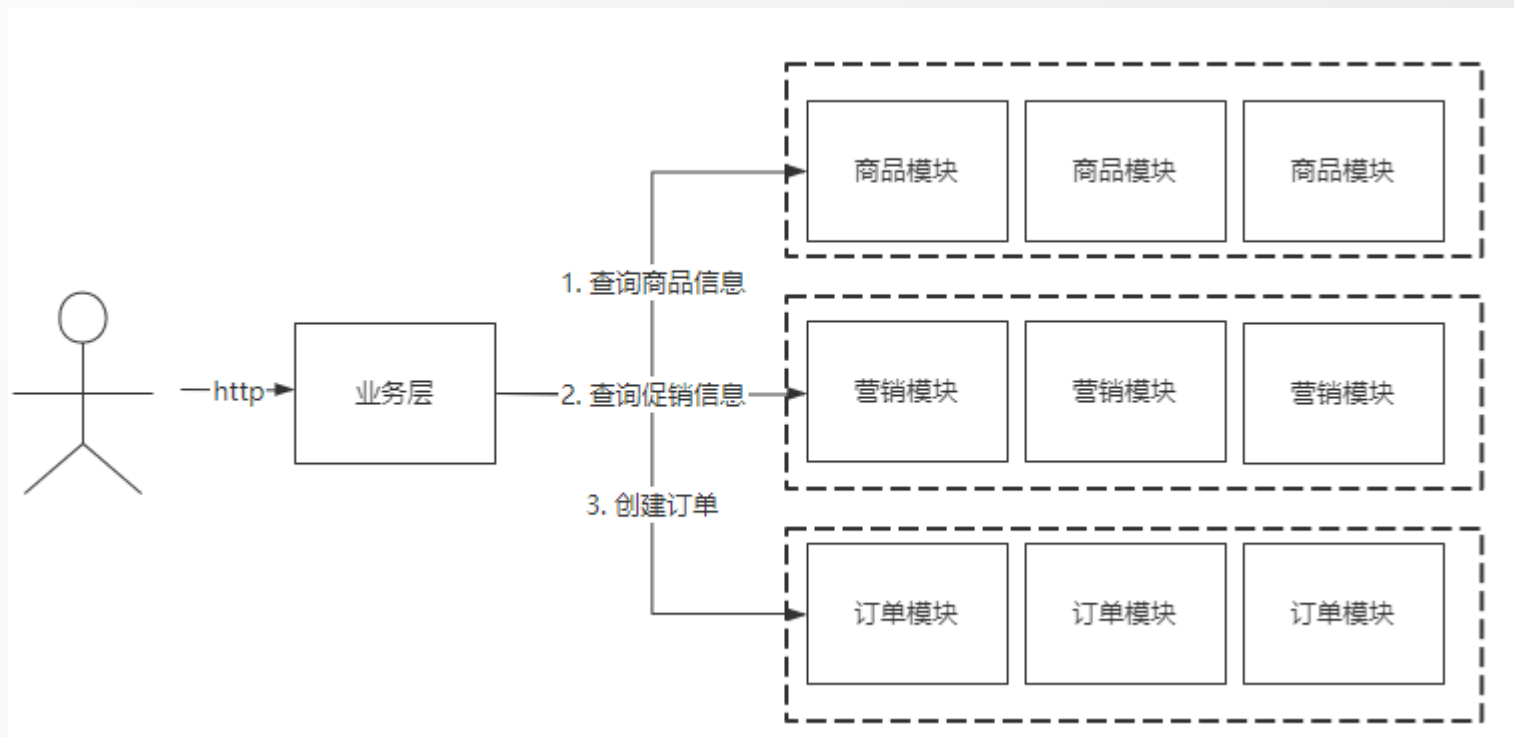 商品模块 商品模块 商品模块
1. 查询商品信息
http 业务层 2. 查询促销信息 营销模块 营销模块 营销模块
3. 创建订单
订单模块 订单模块 订单模块